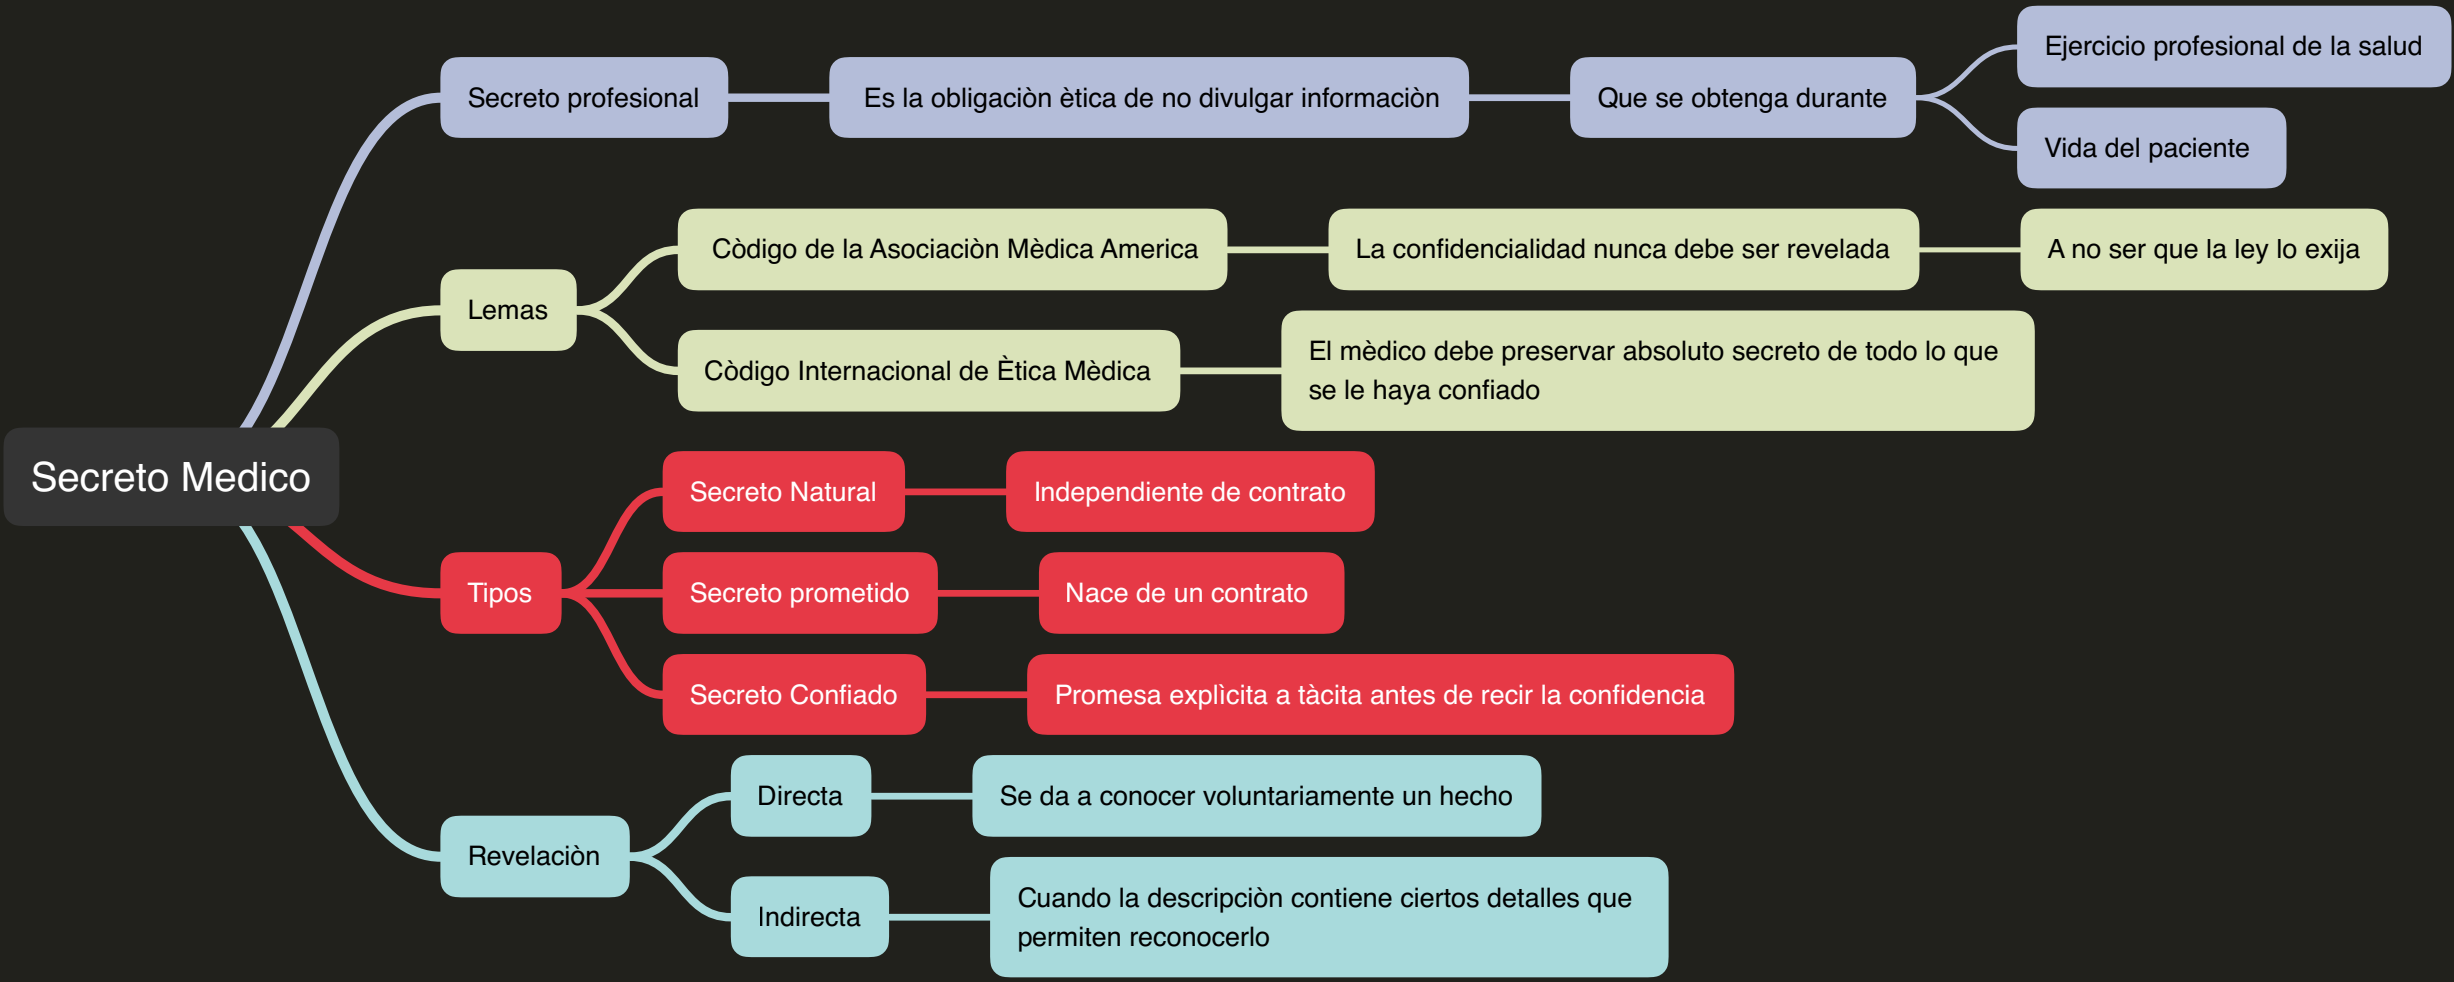 Secreto Medico
Secreto profesional
Es la obligaciòn ètica de no divulgar informaciòn
Que se obtenga durante
Ejercicio profesional de la salud
Vida del paciente
Lemas
Còdigo de la Asociaciòn Mèdica America
La confidencialidad nunca debe ser revelada
A no ser que la ley lo exija
Còdigo Internacional de Ètica Mèdica
El mèdico debe preservar absoluto secreto de todo lo que
se le haya confiado
Tipos
Secreto Natural
Independiente de contrato
Secreto prometido
Nace de un contrato
Secreto Confiado
Promesa explìcita a tàcita antes de recir la confidencia
Revelaciòn
Directa
Se da a conocer voluntariamente un hecho
Indirecta
Cuando la descripciòn contiene ciertos detalles que
permiten reconocerlo